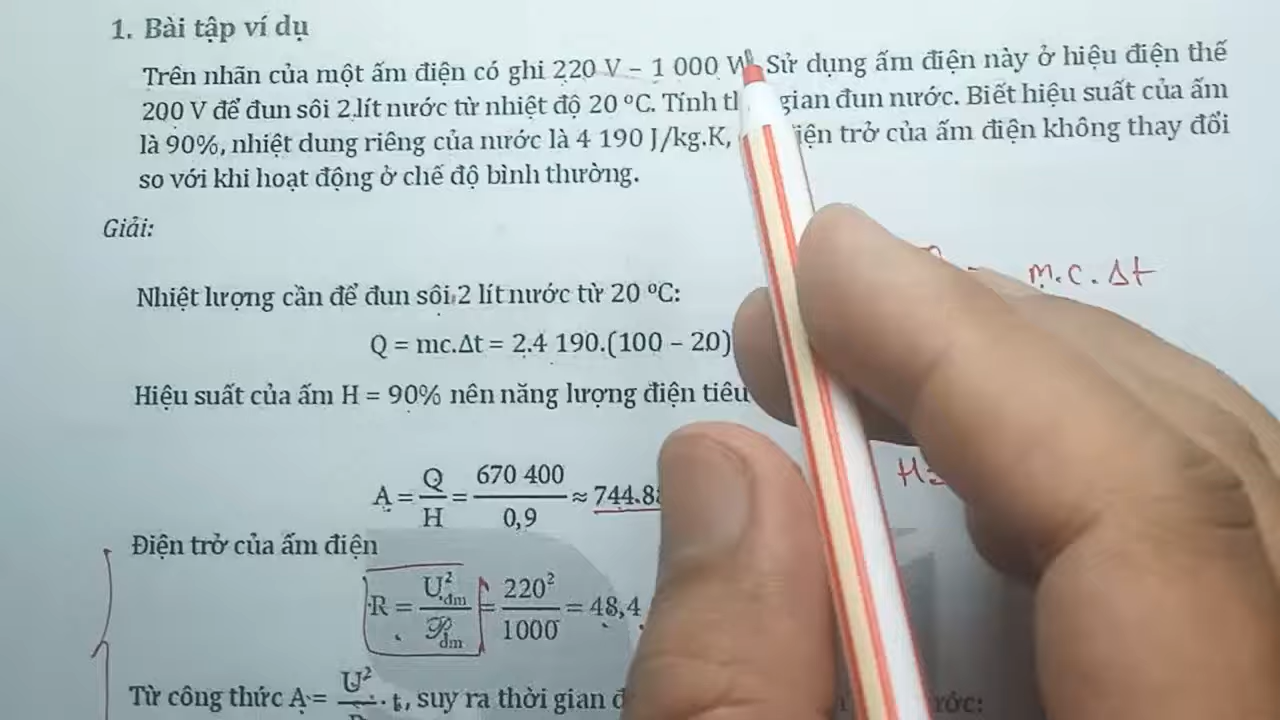 1. Bài tập ví dụ
Trên nhãn của một ấm điện có ghi 220 V – 1 000 W. Sử dụng ấm điện này ở hiệu điện thế
200 V để đun sôi 2 lít nước từ nhiệt độ 20 °C. Tính gian đun nước. Biết hiệu suất của ấm
là 90%, nhiệt dung riêng của nước là 4 190 J/kg.K, điện trở của ấm điện không thay đổi
so với khi hoạt động ở chế độ bình thường.
Giải:
m.c.Δt
Nhiệt lượng cần để đun sôi 2 lít nước từ 20 °C:
Q = mc.Δt = 2.4 190.(100 – 20)
Hiệu suất của ấm H = 90% nên năng lượng điện tiêu
H=
A = Q/H = 670 400/0,9 ≈ 744.88
Điện trở của ấm điện
R = U²đm/𝒫đm = 220²/1000 = 48,4
Từ công thức A = U²/R . t, suy ra thời gian